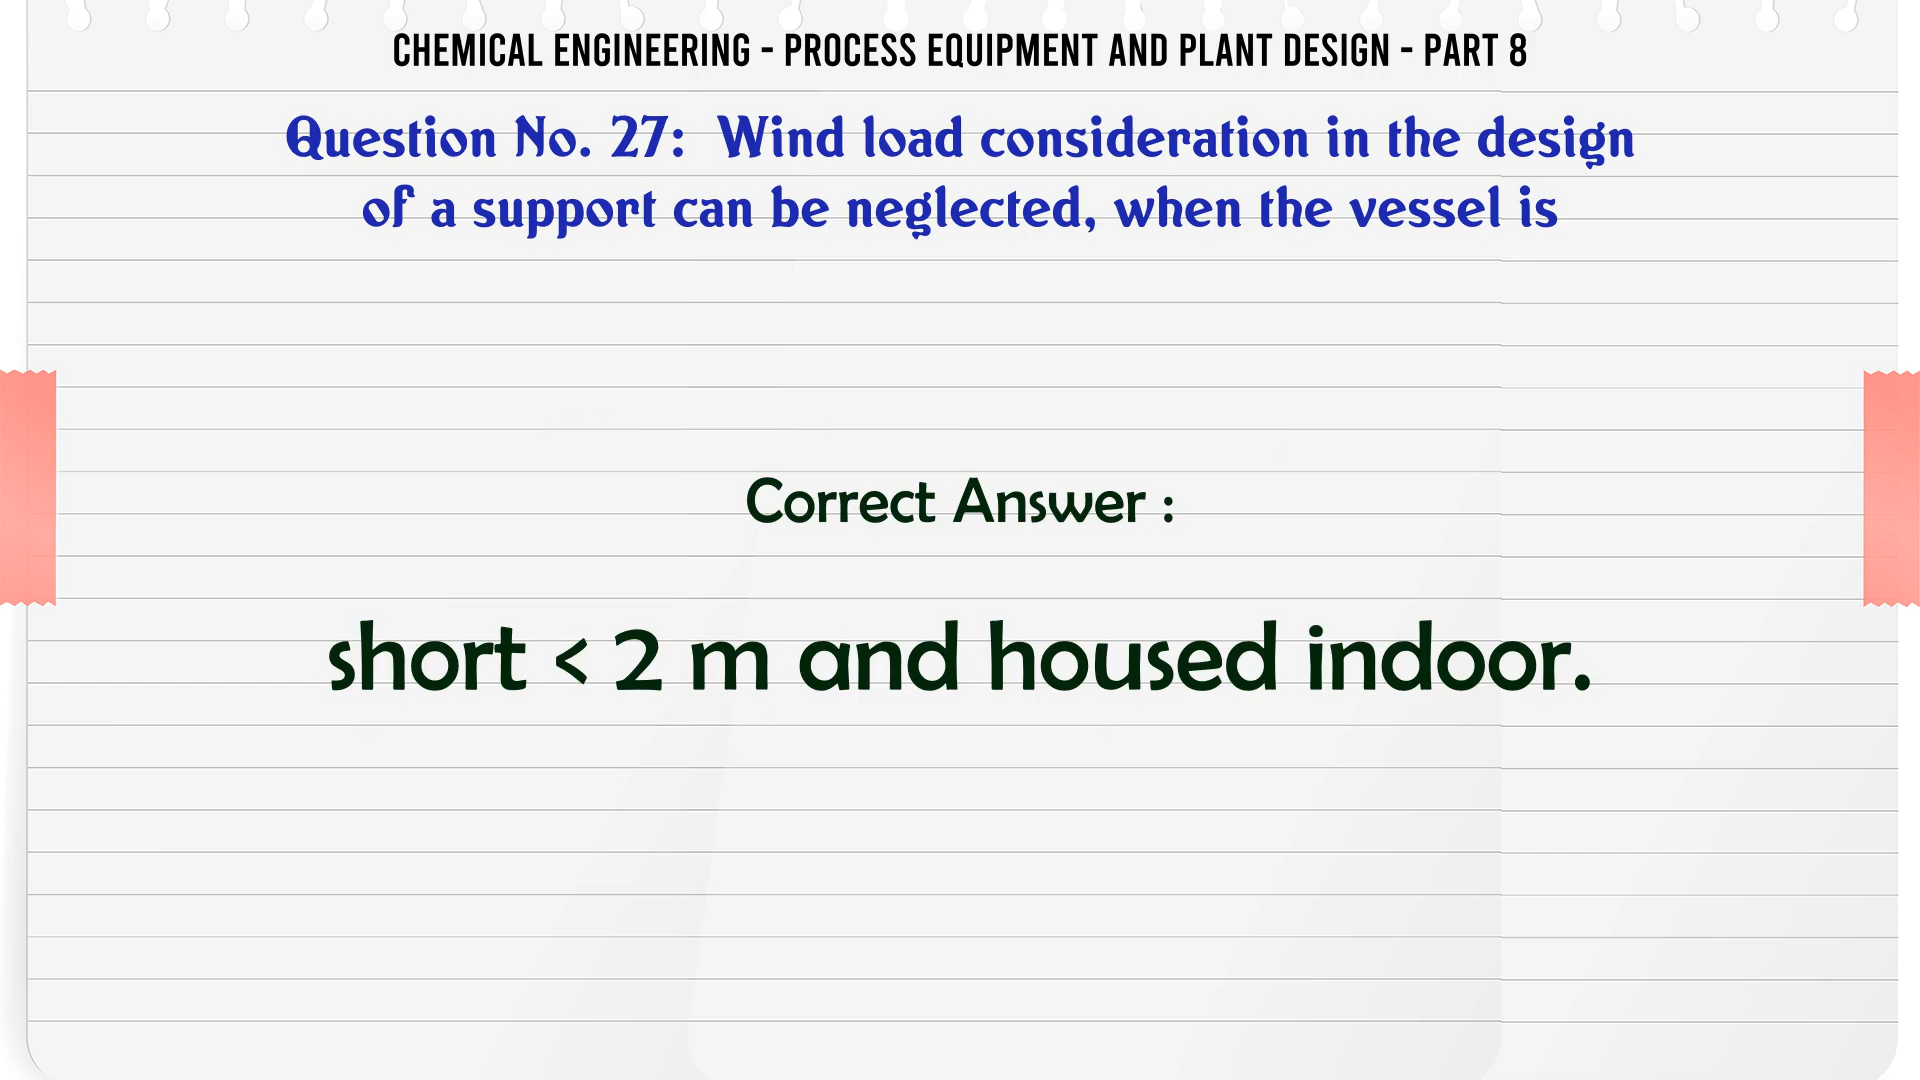 CHEMICAL ENGINEERING - PROCESS EQUIPMENT AND PLANT DESIGN - PART 8
Question No. 27: Wind load consideration in the design
of a support can be neglected, when the vessel is
Correct Answer :
short < 2 m and housed indoor.